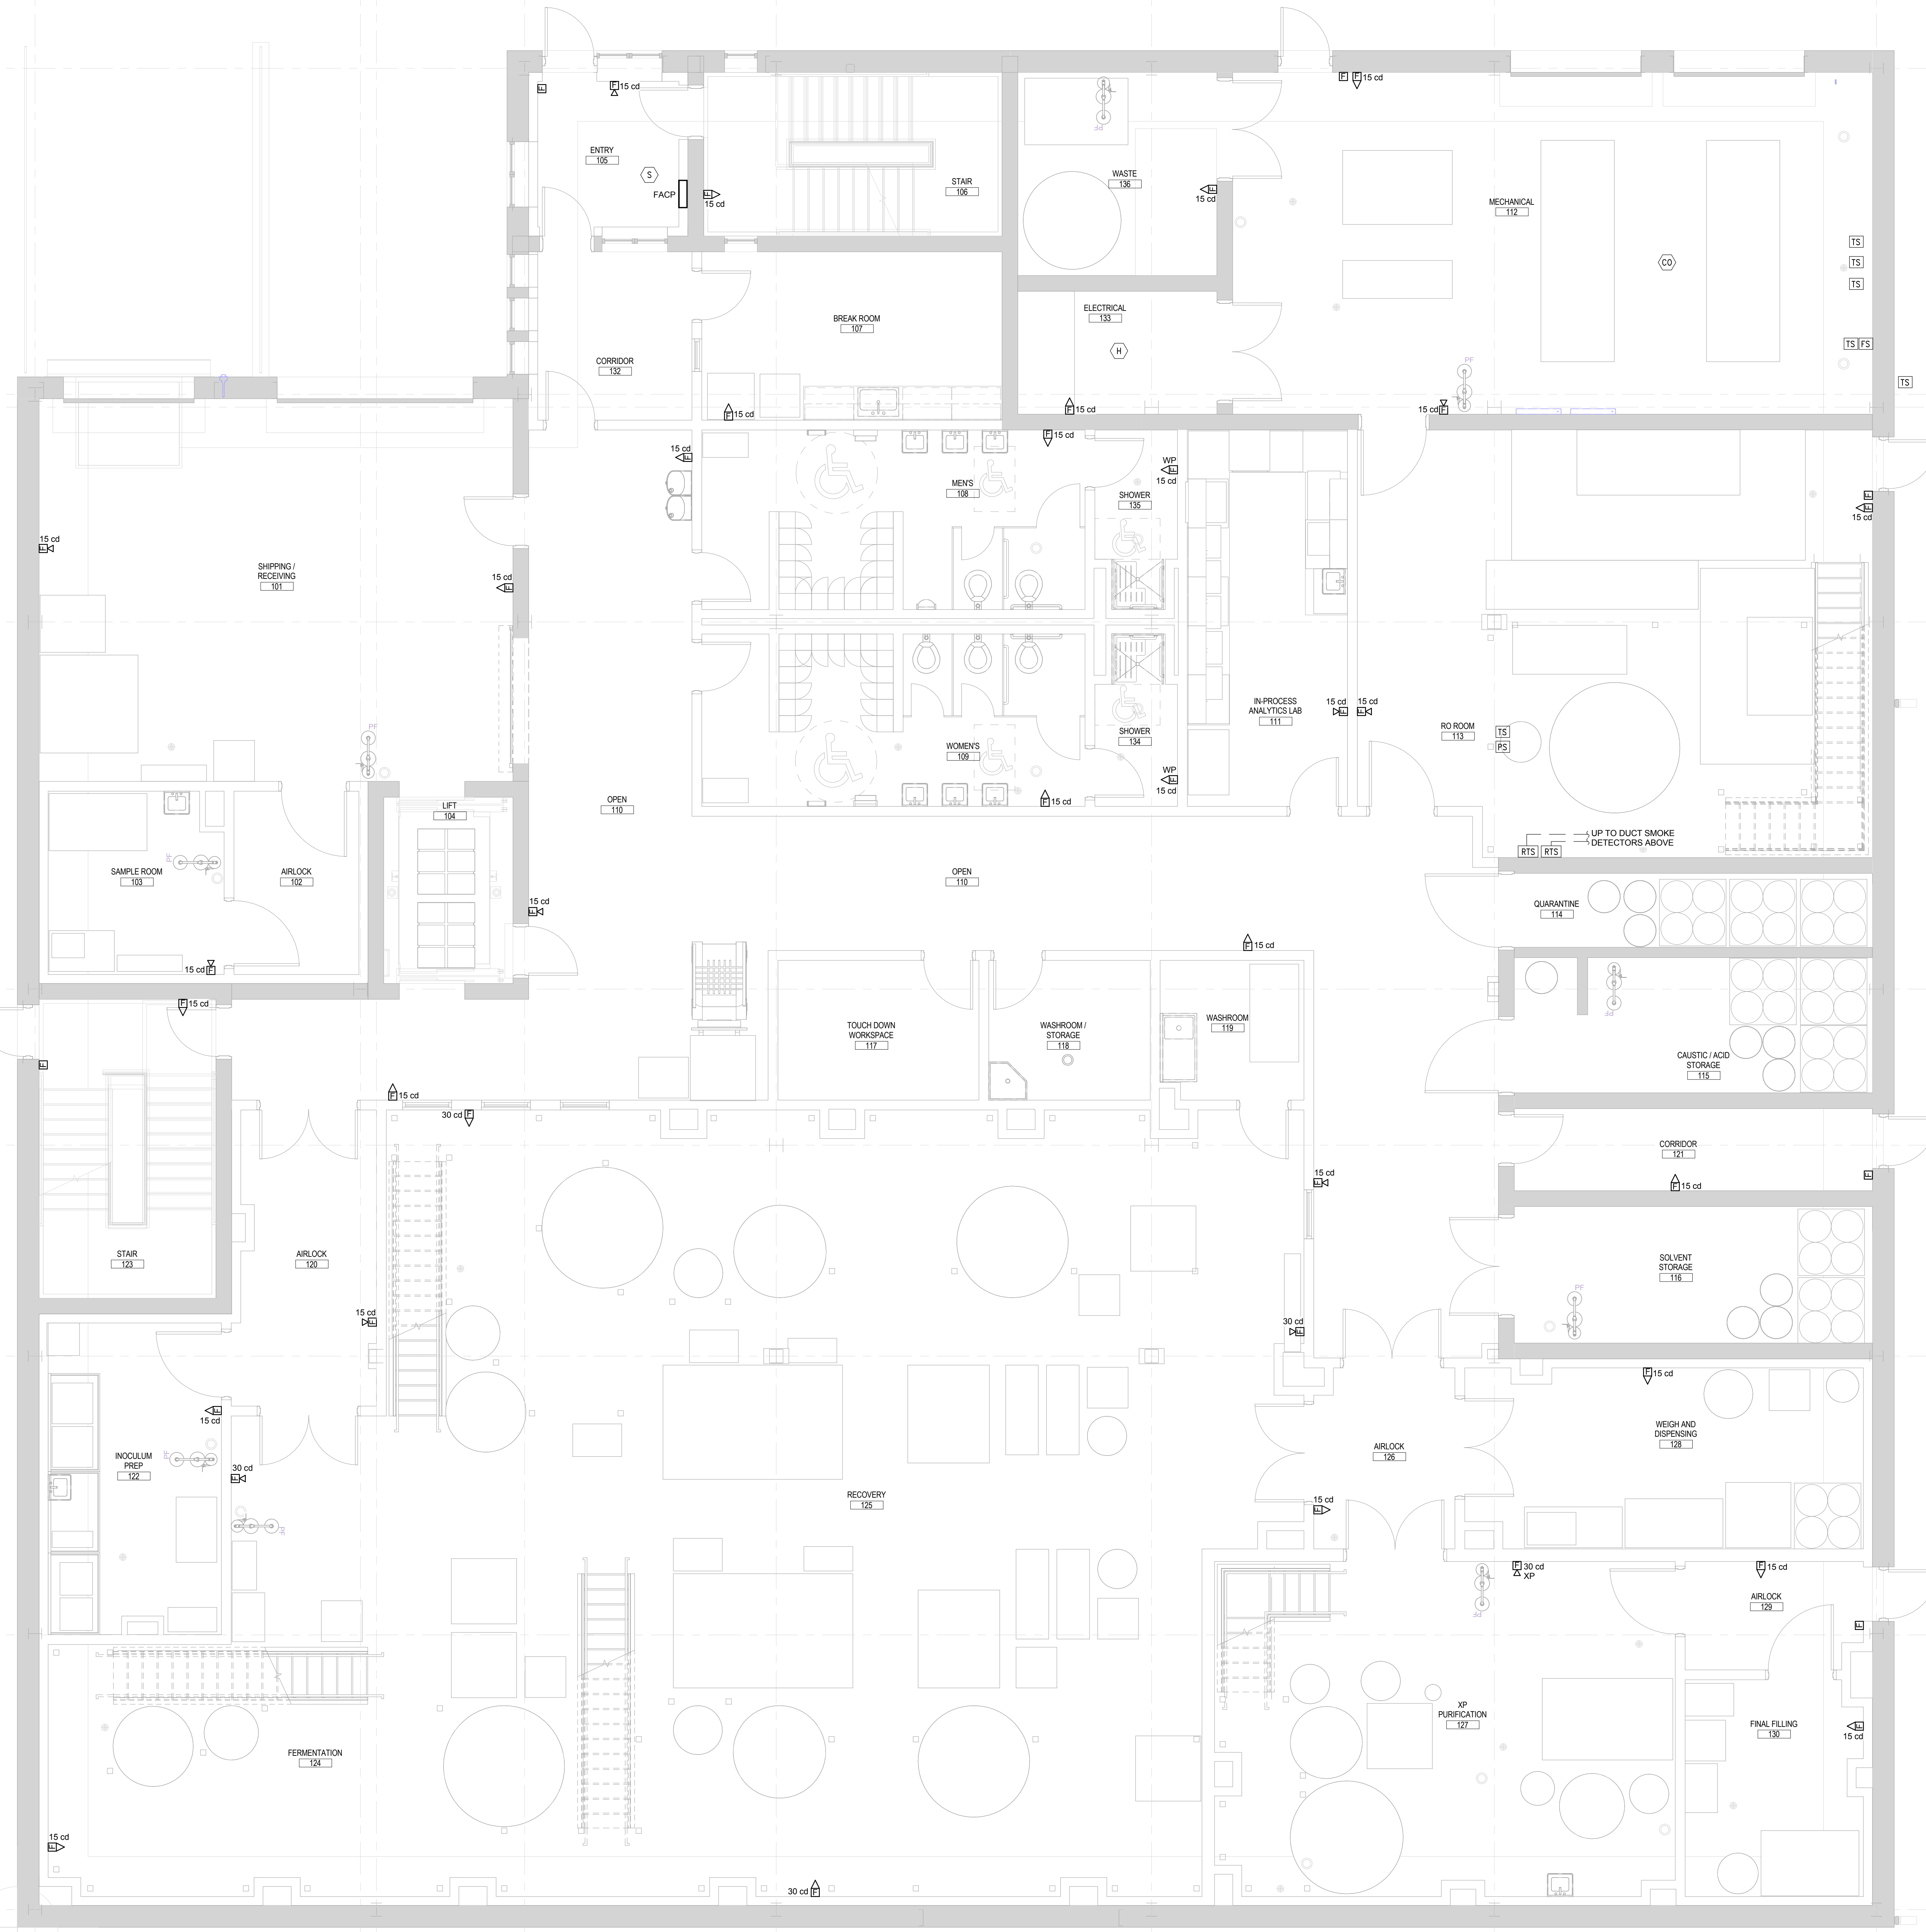 F
F
15 cd
F
F
15 cd
ENTRY
105
S
FACP
F
15 cd
STAIR
106
WASTE
136
F
15 cd
MECHANICAL
112
TS
TS
CO
TS
ELECTRICAL
133
H
BREAK ROOM
107
CORRIDOR
132
TS
FS
PF
TS
F
15 cd
F
15 cd
15 cd
F
F
15 cd
15 cd
F
WP
F
15 cd
MEN'S
108
SHOWER
135
F
F
15 cd
15 cd
F
SHIPPING /
RECEIVING
101
15 cd
F
IN-PROCESS
ANALYTICS LAB
111
15 cd
F
15 cd
F
RO ROOM
113
TS
PS
PF
WOMEN'S
109
SHOWER
134
WP
F
15 cd
F
15 cd
OPEN
110
LIFT
104
UP TO DUCT SMOKE
DETECTORS ABOVE
RTS
RTS
PF
SAMPLE ROOM
103
AIRLOCK
102
OPEN
110
QUARANTINE
114
15 cd
F
F
15 cd
15 cd
F
F
15 cd
PF
TOUCH DOWN
WORKSPACE
117
WASHROOM /
STORAGE
118
WASHROOM
119
CAUSTIC / ACID
STORAGE
115
F
F
15 cd
30 cd
F
CORRIDOR
121
15 cd
F
F
F
15 cd
STAIR
123
AIRLOCK
120
SOLVENT
STORAGE
116
PF
15 cd
F
30 cd
F
F
15 cd
F
15 cd
WEIGH AND
DISPENSING
128
AIRLOCK
126
INOCULUM
PREP
122
PF
30 cd
F
RECOVERY
125
15 cd
F
PF
PF
F
30 cd
XP
F
15 cd
AIRLOCK
129
F
XP
PURIFICATION
127
FINAL FILLING
130
F
15 cd
FERMENTATION
124
15 cd
F
30 cd
F